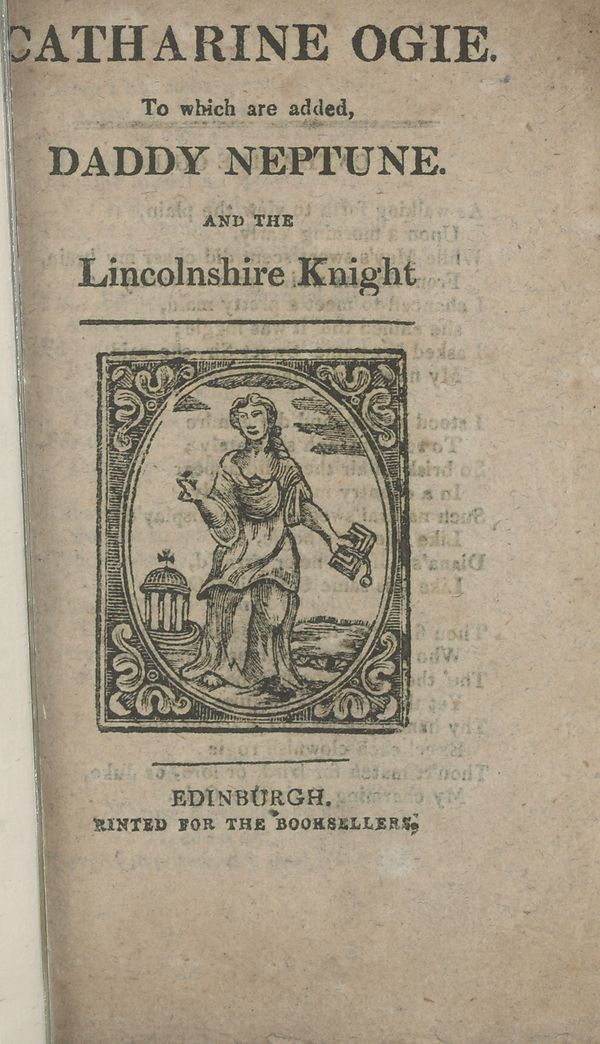 CATHARINE OGIE.
To which are added,
DADDY NEPTUNE.
AND THE
Lincolnshire Knight
EDINBURGH.
RINTED FOR THE BOOKSELLERS.